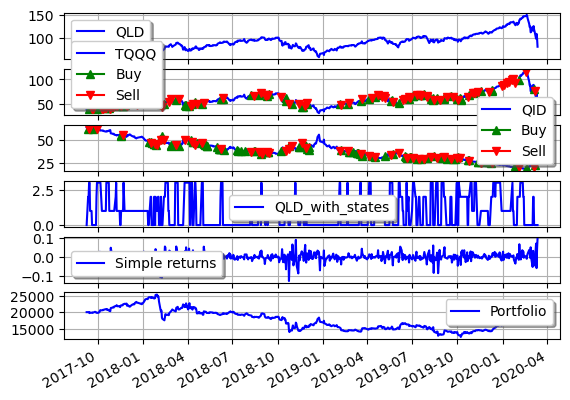 150
100
QLD
TQQQ
Buy
Sell
100
50
QID
Buy
Sell
50
25
2.5
0.0
QLD_with_states
0.1
0.0
−0.1
Simple returns
25000
20000
15000
Portfolio
2017-10
2018-01
2018-04
2018-07
2018-10
2019-01
2019-04
2019-07
2019-10
2020-01
2020-04